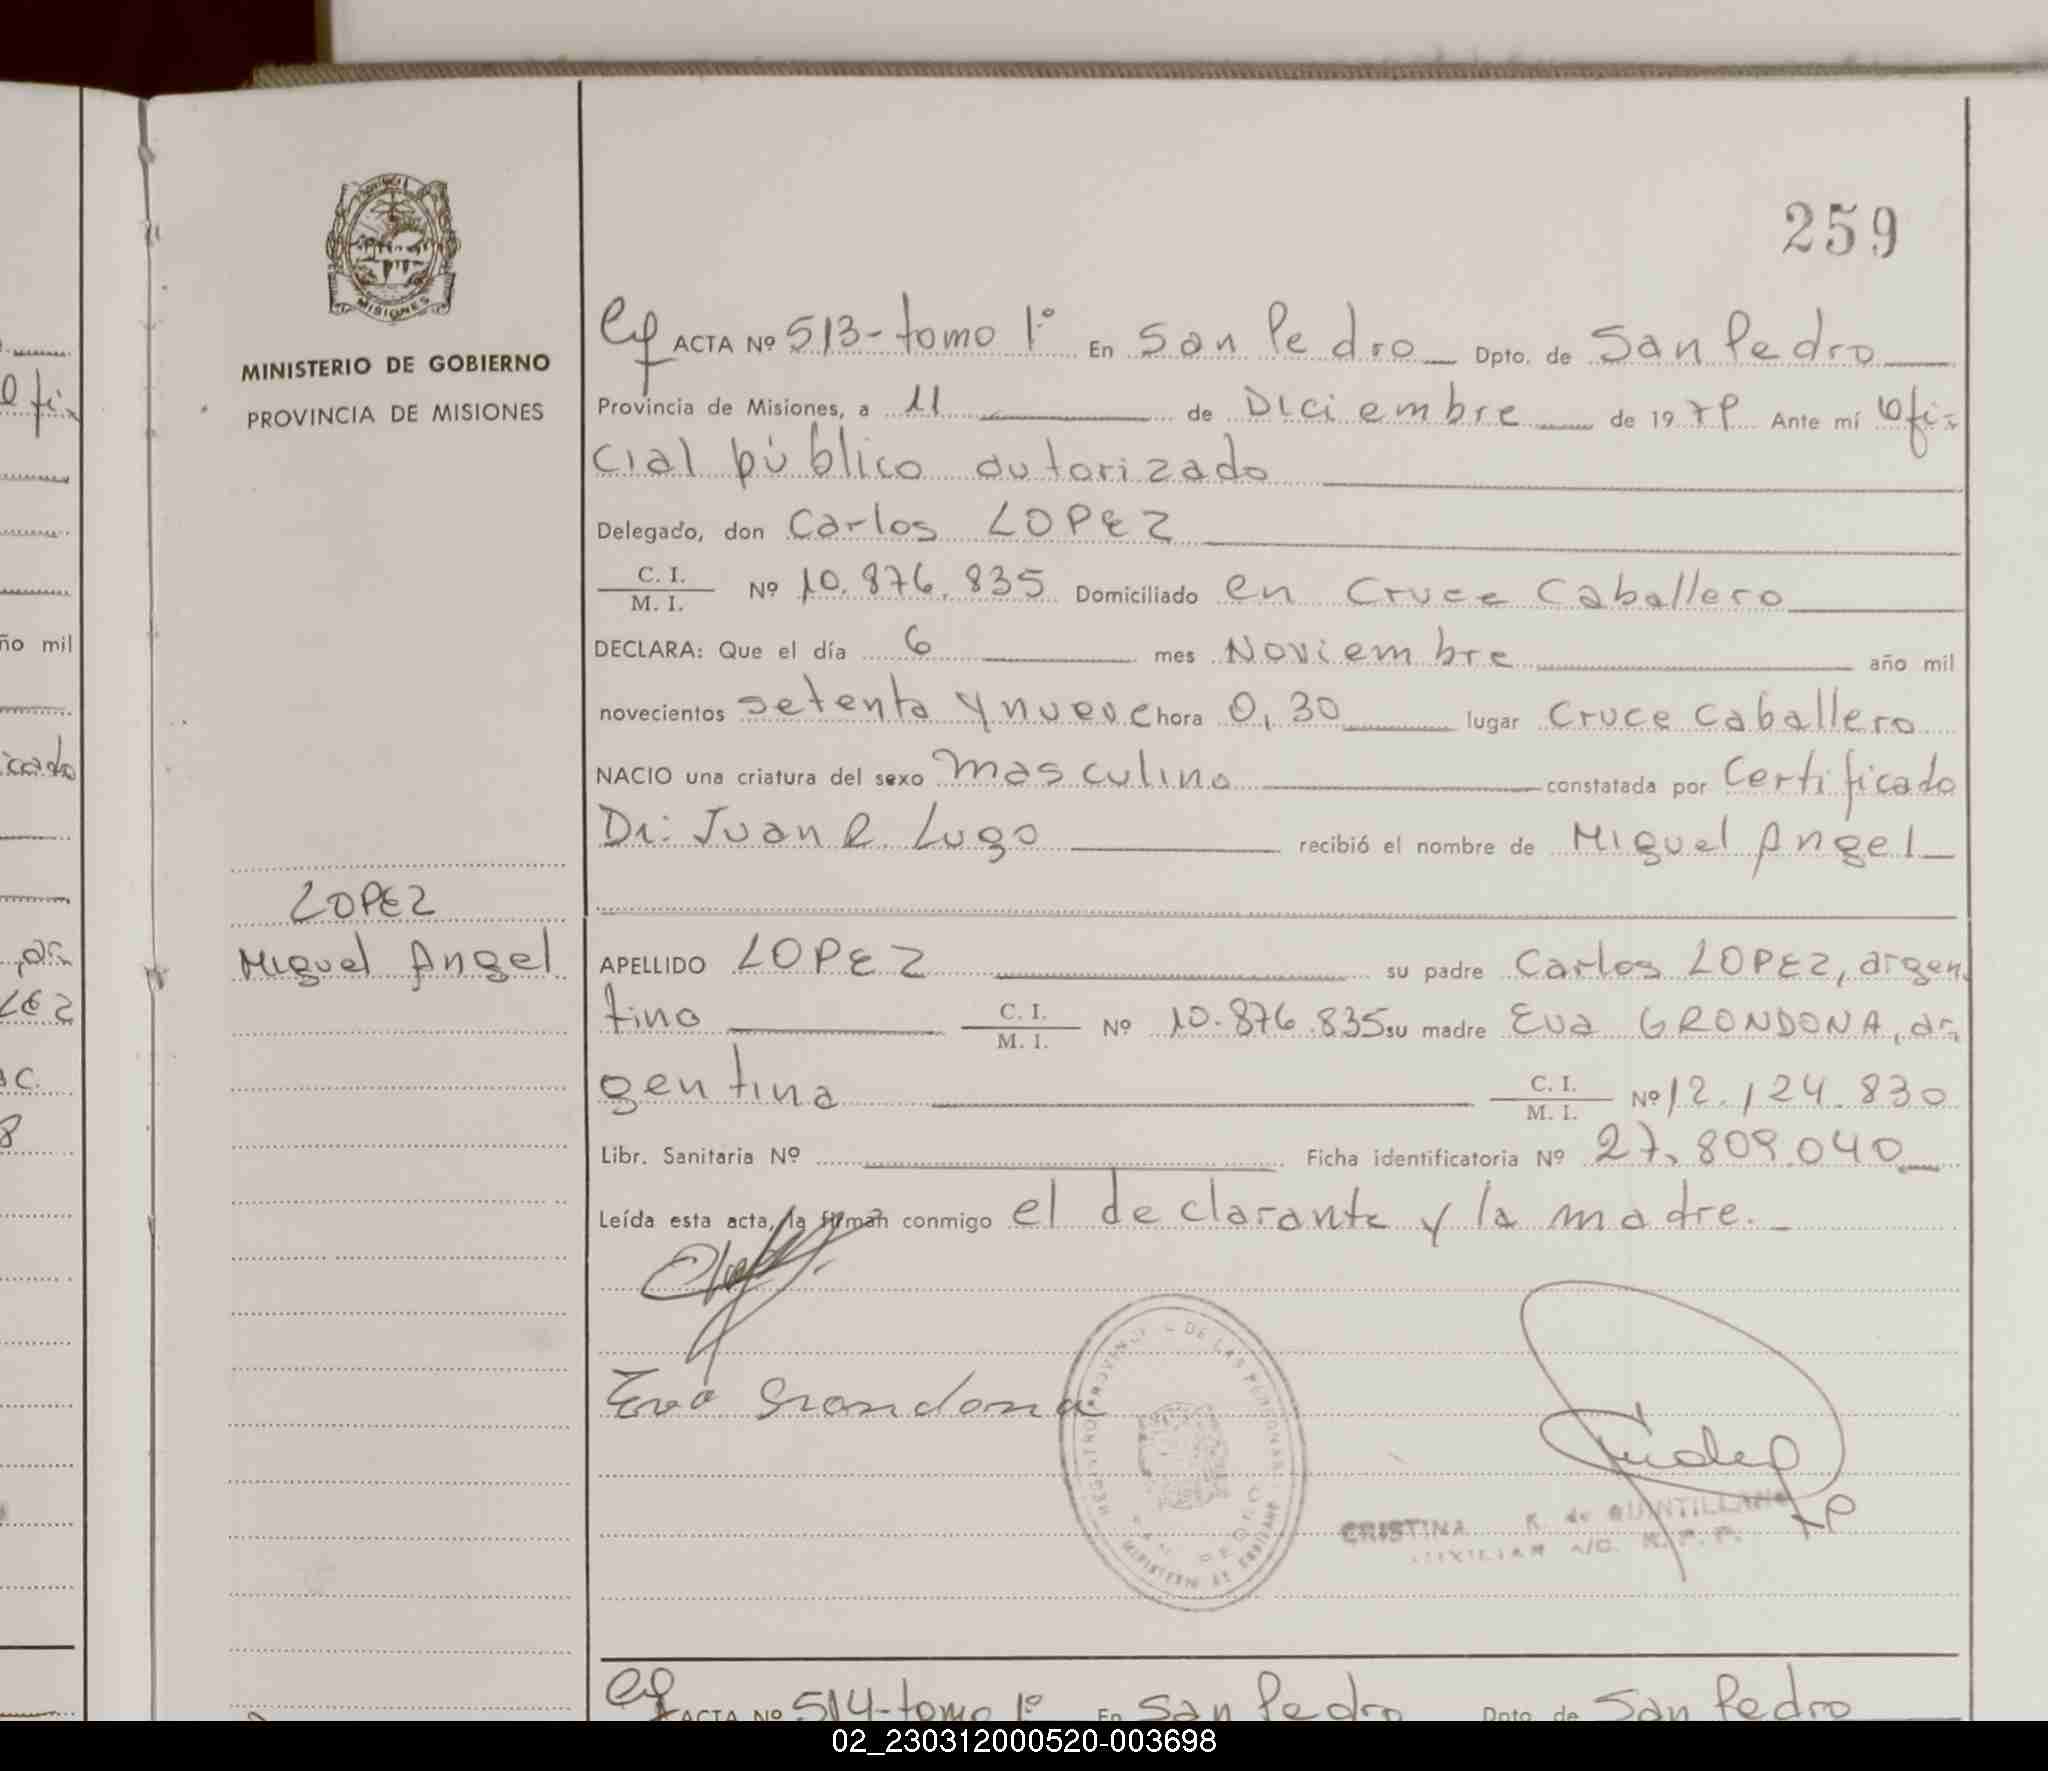 259
MISIONES
MINISTERIO DE GOBIERNO
PROVINCIA DE MISIONES
ACTA Nº 513-tomo 1º En San Pedro Dpto. de San Pedro
Provincia de Misiones, a 11 de Diciembre de 1979 Ante mí Ofi-
cial público autorizado
Delegado, don Carlos LOPEZ
C. I.
M. I. Nº 10.876.835 Domiciliado en Cruce Caballero
DECLARA: Que el día 6 mes Noviembre año mil
novecientos setenta y nueve hora 0,30 lugar Cruce Caballero
NACIO una criatura del sexo masculino constatada por Certificado
Dr. Juan R. Lugo recibió el nombre de Miguel Angel
LOPEZ
Miguel Angel
APELLIDO LOPEZ su padre Carlos LOPEZ, argen
tino C. I.
M. I. Nº 10.876.835 su madre Eva GRONDONA, ar
gentina C. I.
M. I. Nº 12.124.830
Libr. Sanitaria Nº Ficha identificatoria Nº 27.809.040
Leída esta acta, la firman conmigo el declarante y la madre.
Eva Grondona
CRISTINA R. de QUINTILLANO
AUXILIAR A/C. R. P. P.
ACTA Nº 514-tomo 1º En San Pedro Dpto. de San Pedro
ño mil
icado
02_230312000520-003698